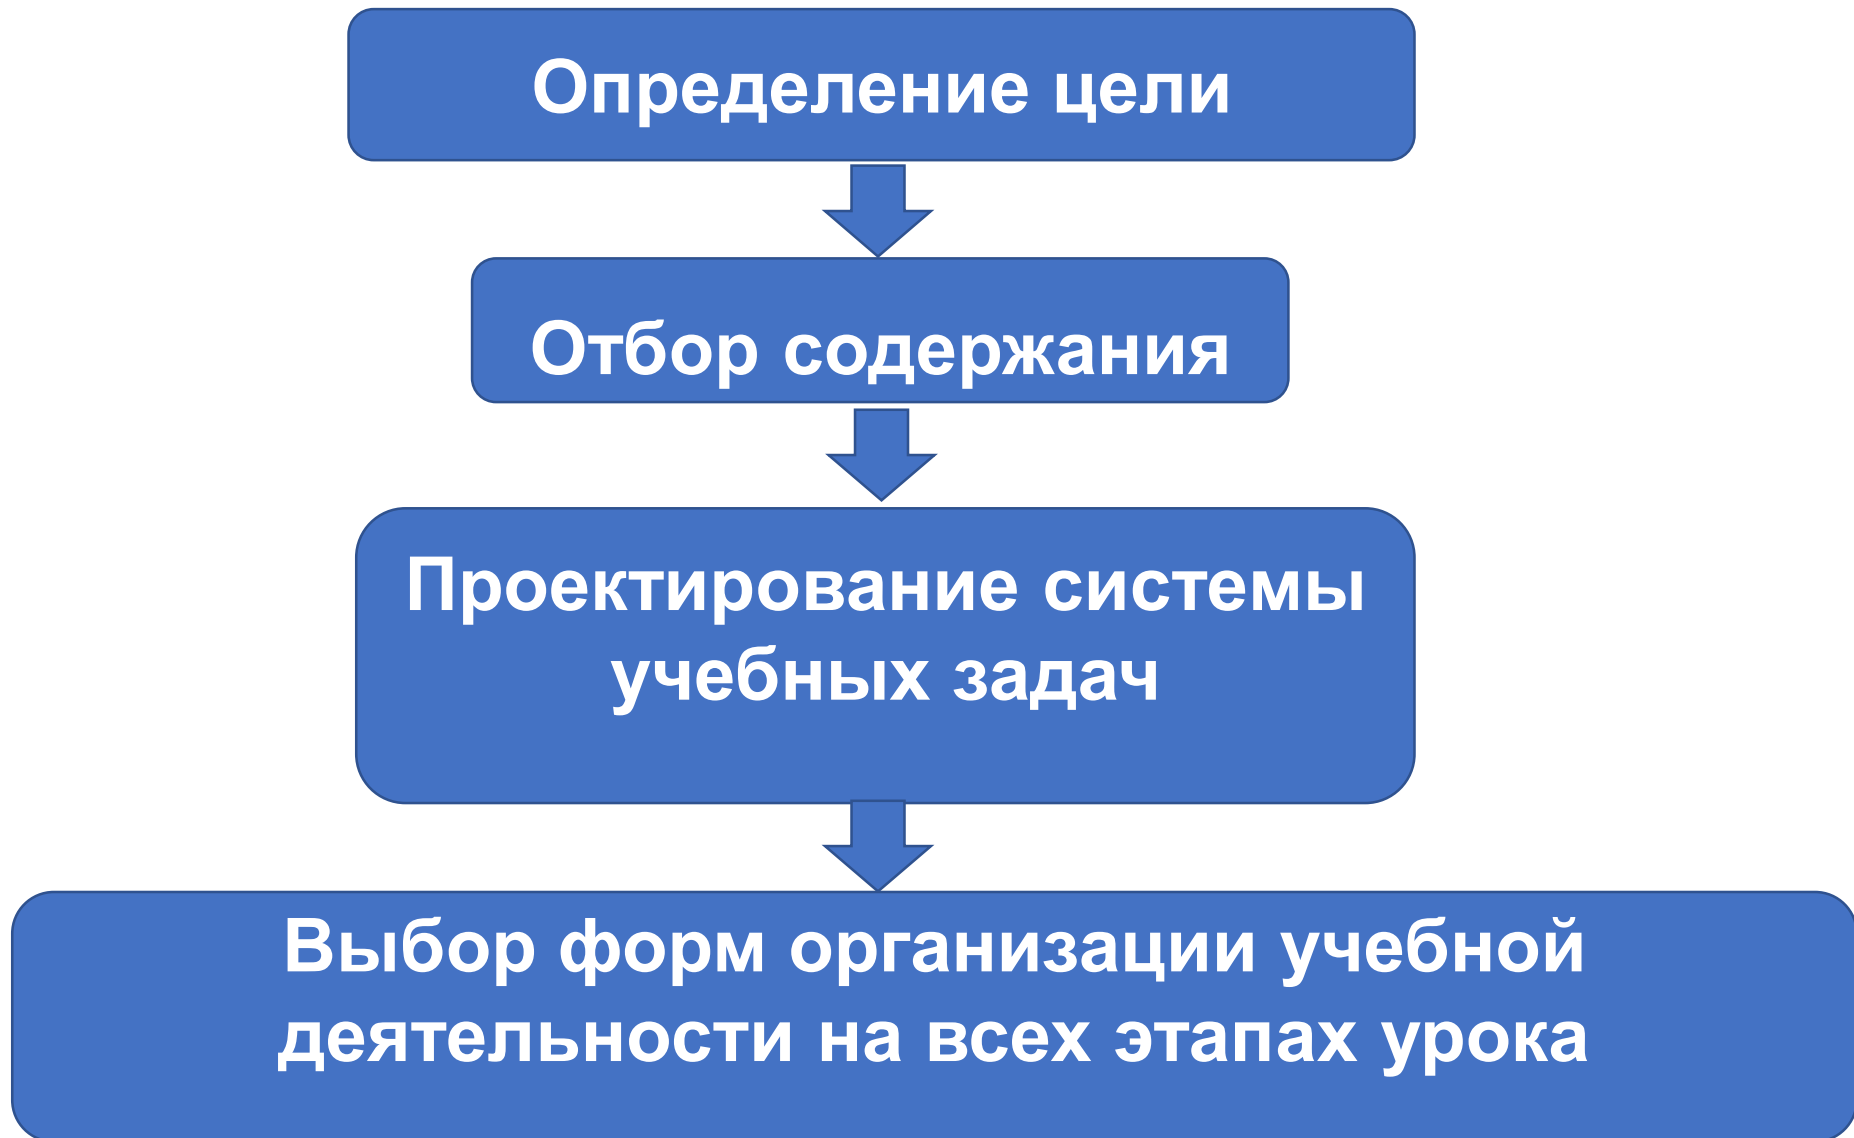 Определение цели
Отбор содержания
Проектирование системы
учебных задач
Выбор форм организации учебной
деятельности на всех этапах урока